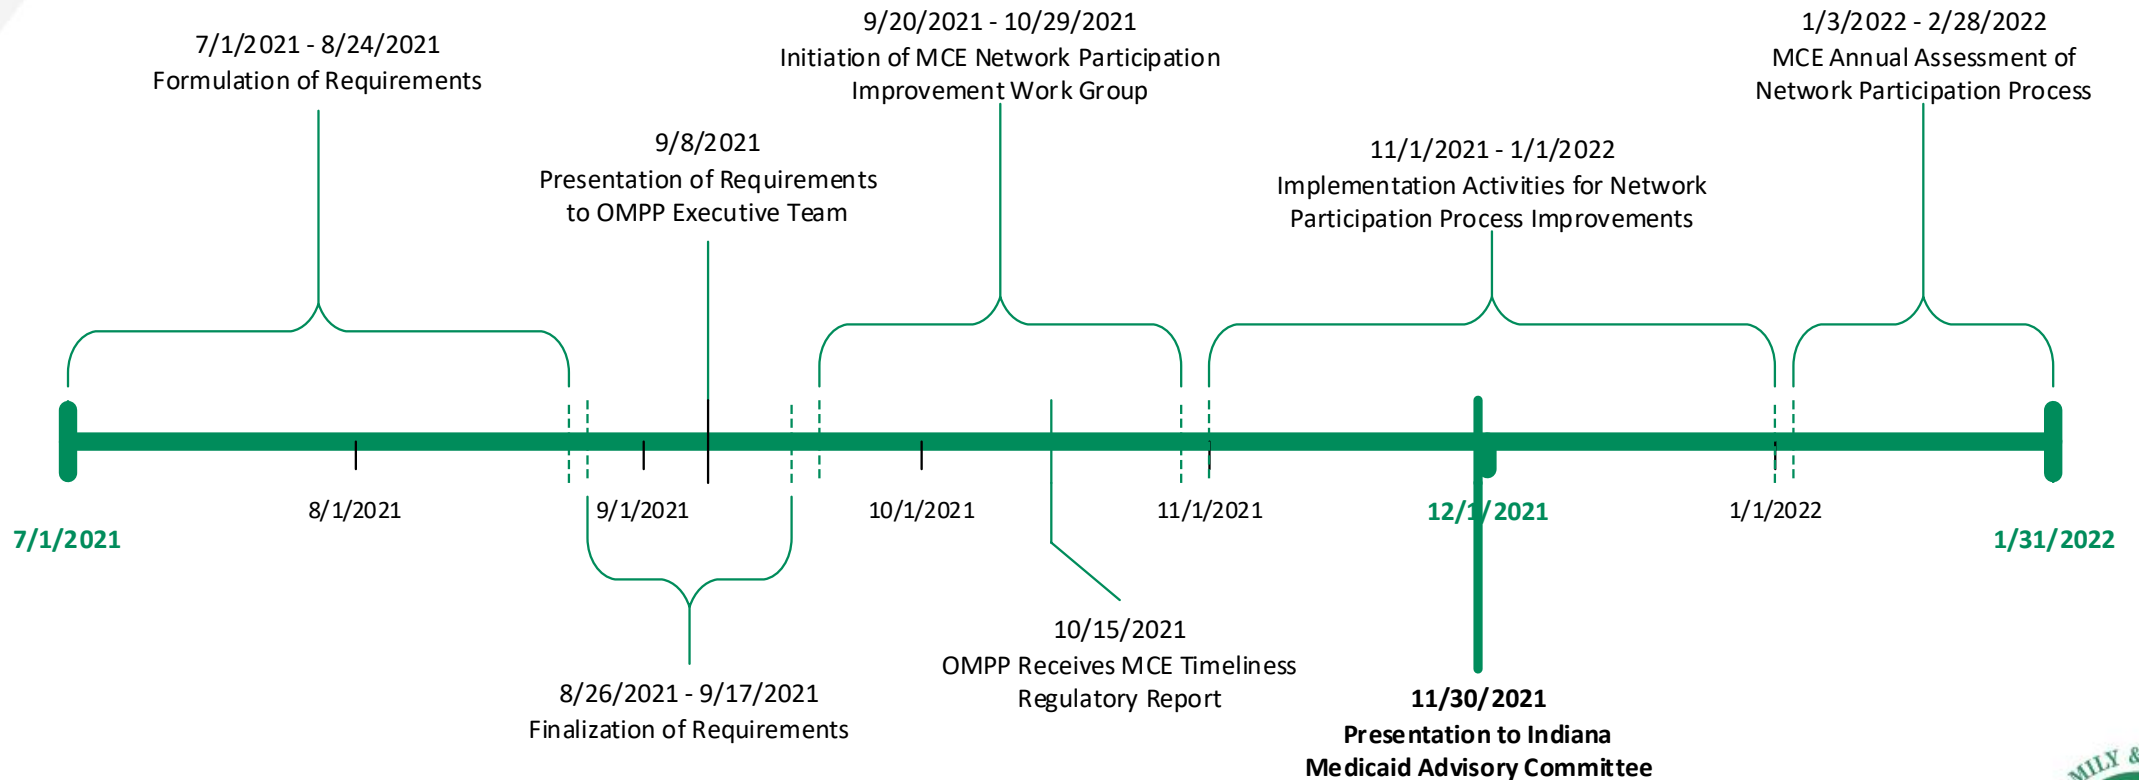 7/1/2021 - 8/24/2021
Formulation of Requirements
9/8/2021
Presentation of Requirements
to OMPP Executive Team
9/20/2021 - 10/29/2021
Initiation of MCE Network Participation
Improvement Work Group
11/1/2021 - 1/1/2022
Implementation Activities for Network
Participation Process Improvements
1/3/2022 - 2/28/2022
MCE Annual Assessment of
Network Participation Process
7/1/2021
8/1/2021
9/1/2021
10/1/2021
11/1/2021
12/1/2021
1/1/2022
1/31/2022
8/26/2021 - 9/17/2021
Finalization of Requirements
10/15/2021
OMPP Receives MCE Timeliness
Regulatory Report
11/30/2021
Presentation to Indiana
Medicaid Advisory Committee
&